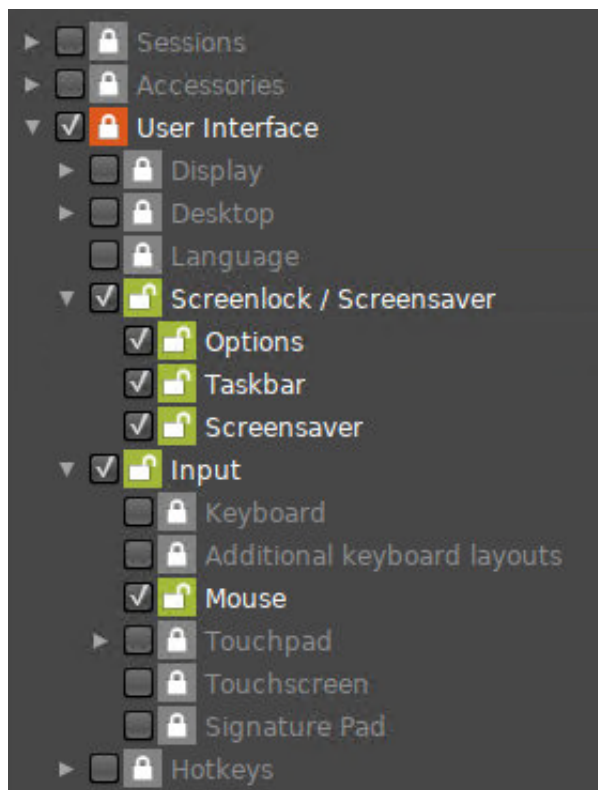 Sessions
Accessories
User Interface
Display
Desktop
Language
Screenlock / Screensaver
Options
Taskbar
Screensaver
Input
Keyboard
Additional keyboard layouts
Mouse
Touchpad
Touchscreen
Signature Pad
Hotkeys